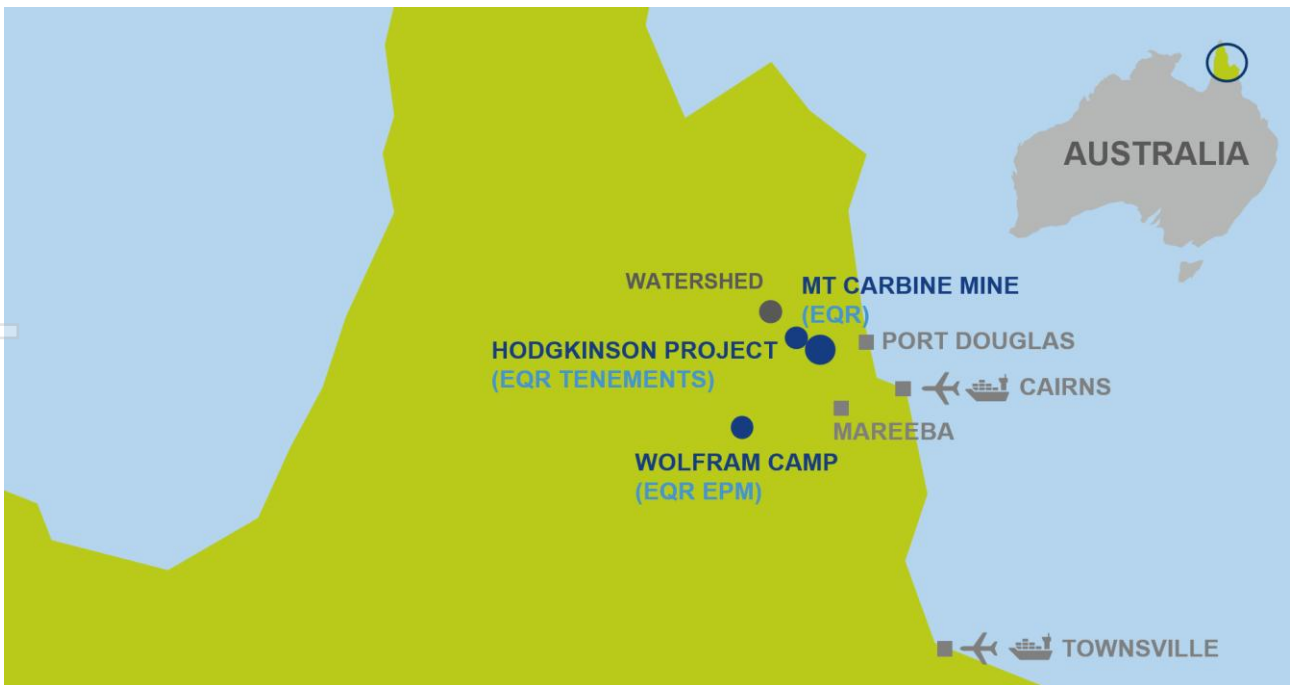 AUSTRALIA
WATERSHED
MT CARBINE MINE
(EQR)
HODGKINSON PROJECT
(EQR TENEMENTS)
PORT DOUGLAS
CAIRNS
MAREEBA
WOLFRAM CAMP
(EQR EPM)
TOWNSVILLE